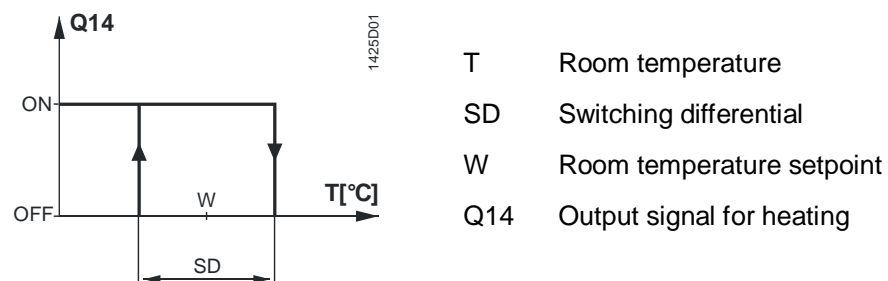 Q14
1425D01
ON
OFF
W
T[°C]
SD
T Room temperature
SD Switching differential
W Room temperature setpoint
Q14 Output signal for heating